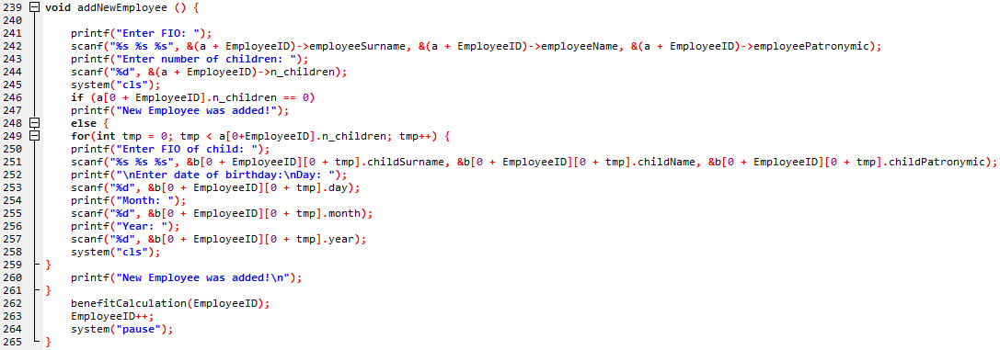 239 void addNewEmployee () {
240
241 printf("Enter FIO: ");
242 scanf("%s %s %s", &(a + EmployeeID)->employeeSurname, &(a + EmployeeID)->employeeName, &(a + EmployeeID)->employeePatronymic);
243 printf("Enter number of children: ");
244 scanf("%d", &(a + EmployeeID)->n_children);
245 system("cls");
246 if (a[0 + EmployeeID].n_children == 0)
247 printf("New Employee was added!");
248 else {
249 for(int tmp = 0; tmp < a[0+EmployeeID].n_children; tmp++) {
250 printf("Enter FIO of child: ");
251 scanf("%s %s %s", &b[0 + EmployeeID][0 + tmp].childSurname, &b[0 + EmployeeID][0 + tmp].childName, &b[0 + EmployeeID][0 + tmp].childPatronymic);
252 printf("\nEnter date of birthday:\nDay: ");
253 scanf("%d", &b[0 + EmployeeID][0 + tmp].day);
254 printf("Month: ");
255 scanf("%d", &b[0 + EmployeeID][0 + tmp].month);
256 printf("Year: ");
257 scanf("%d", &b[0 + EmployeeID][0 + tmp].year);
258 system("cls");
259 }
260 printf("New Employee was added!\n");
261 }
262 benefitCalculation(EmployeeID);
263 EmployeeID++;
264 system("pause");
265 }